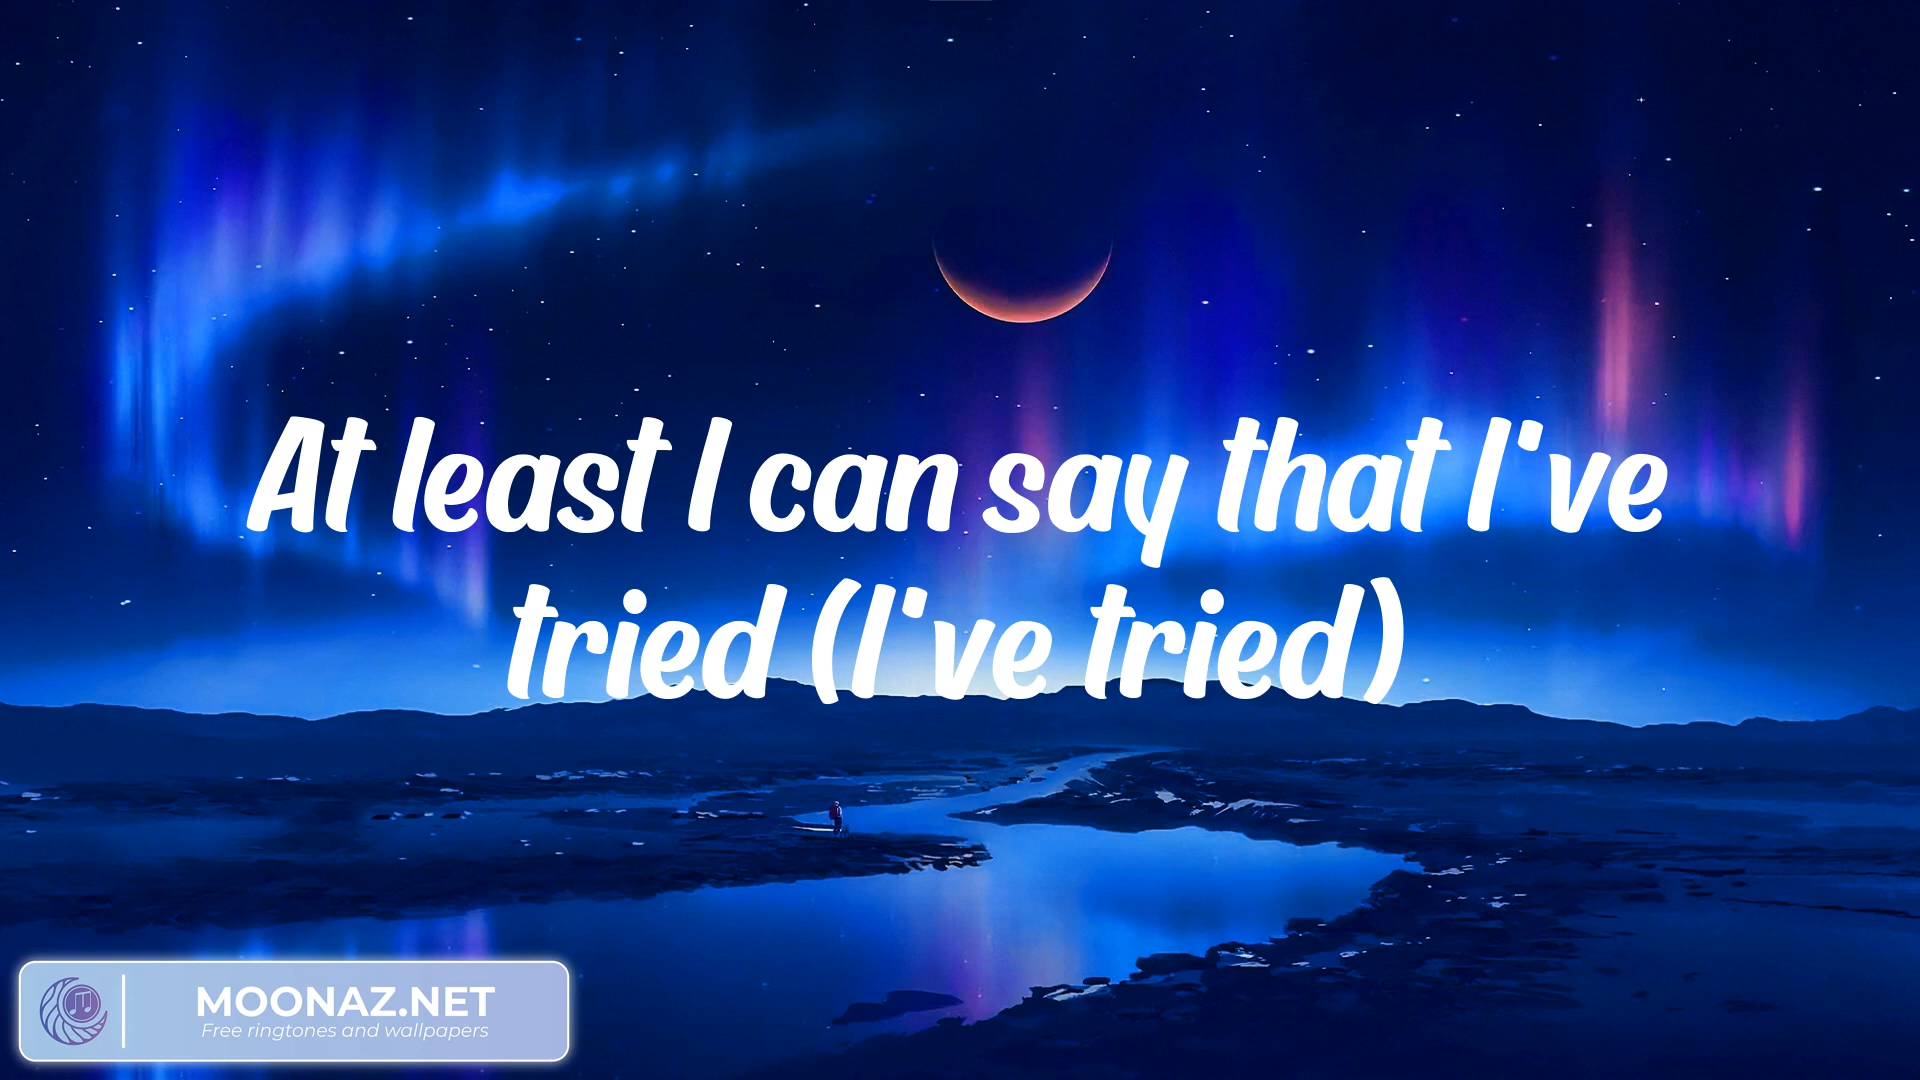 At least I can say that I've
tried (I've tried)
MOONAZ.NET
Free ringtones and wallpapers